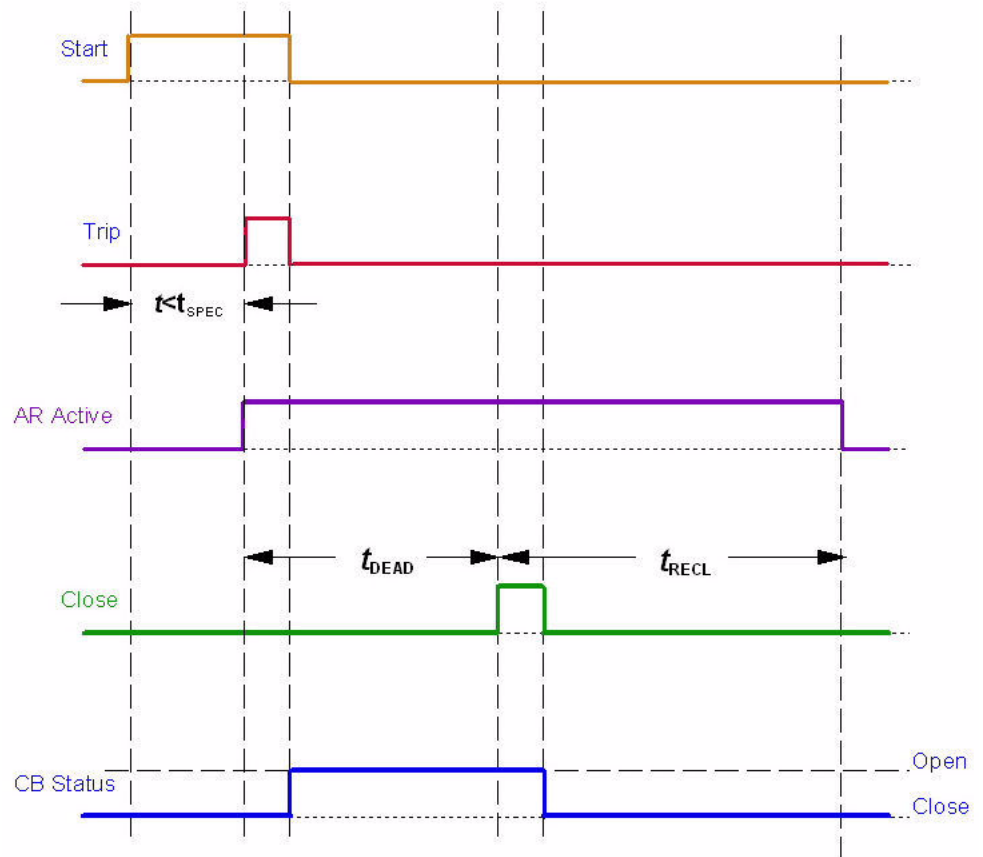 Start
Trip
t<tSPEC
AR Active
tDEAD
tRECL
Close
CB Status
Open
Close